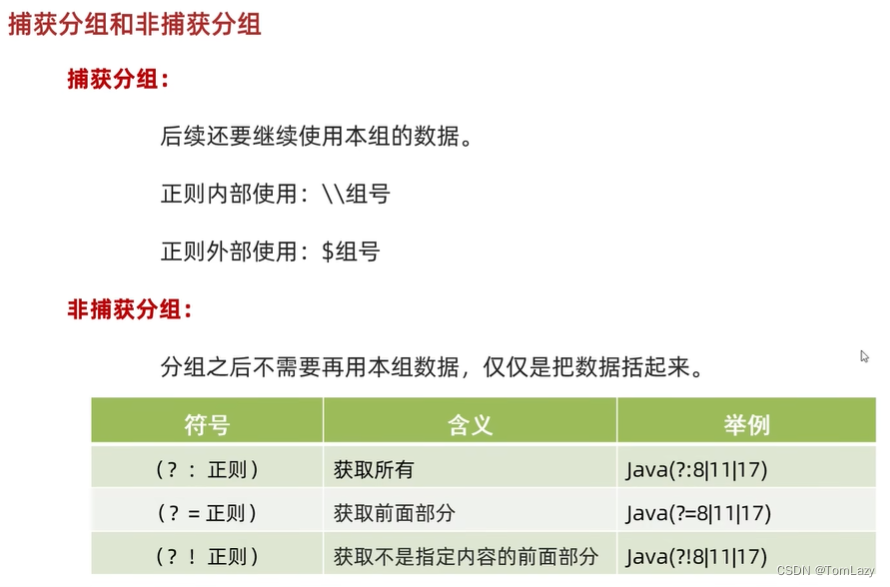 捕获分组和非捕获分组
捕获分组：
后续还要继续使用本组的数据。
正则内部使用：\\组号
正则外部使用：$组号
非捕获分组：
分组之后不需要再用本组数据，仅仅是把数据括起来。
符号 含义 举例
（？：正则） 获取所有 Java(?:8|11|17)
（？=正则） 获取前面部分 Java(?=8|11|17)
（？！正则） 获取不是指定内容的前面部分 Java(?!8|11|17)
CSDN @TomLazy